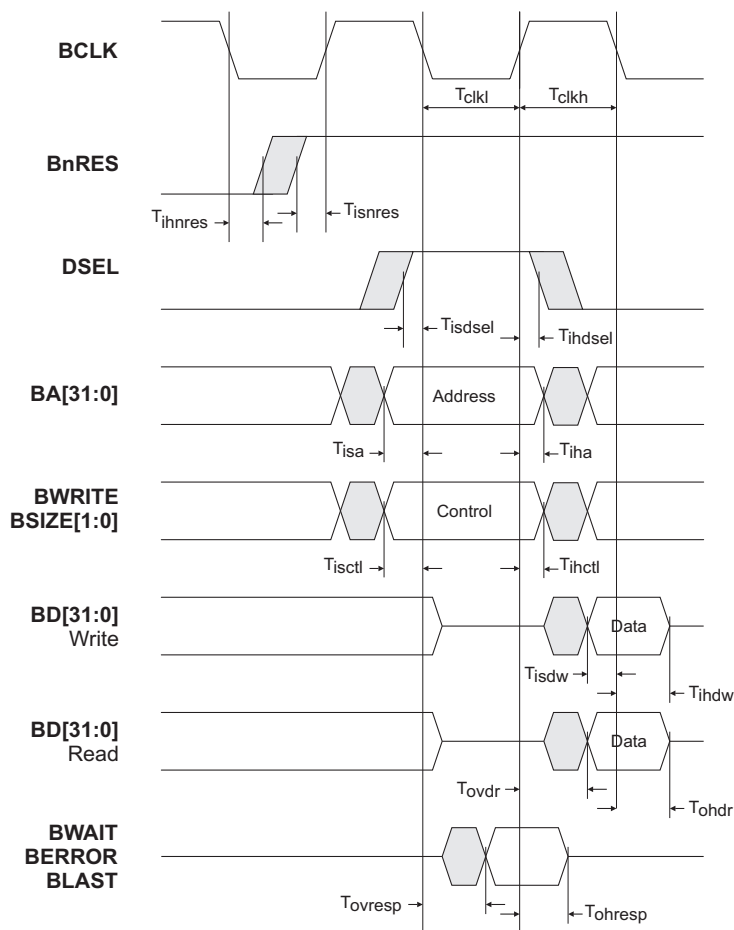 BCLK
Tclkl
Tclkh
BnRES
Tihnres
Tisnres
DSEL
Tisdsel
Tihdsel
BA[31:0]
Address
Tisa
Tiha
BWRITE
BSIZE[1:0]
Control
Tisctl
Tihctl
BD[31:0]
Write
Data
Tisdw
Tihdw
BD[31:0]
Read
Data
Tovdr
Tohdr
BWAIT
BERROR
BLAST
Tovresp
Tohresp